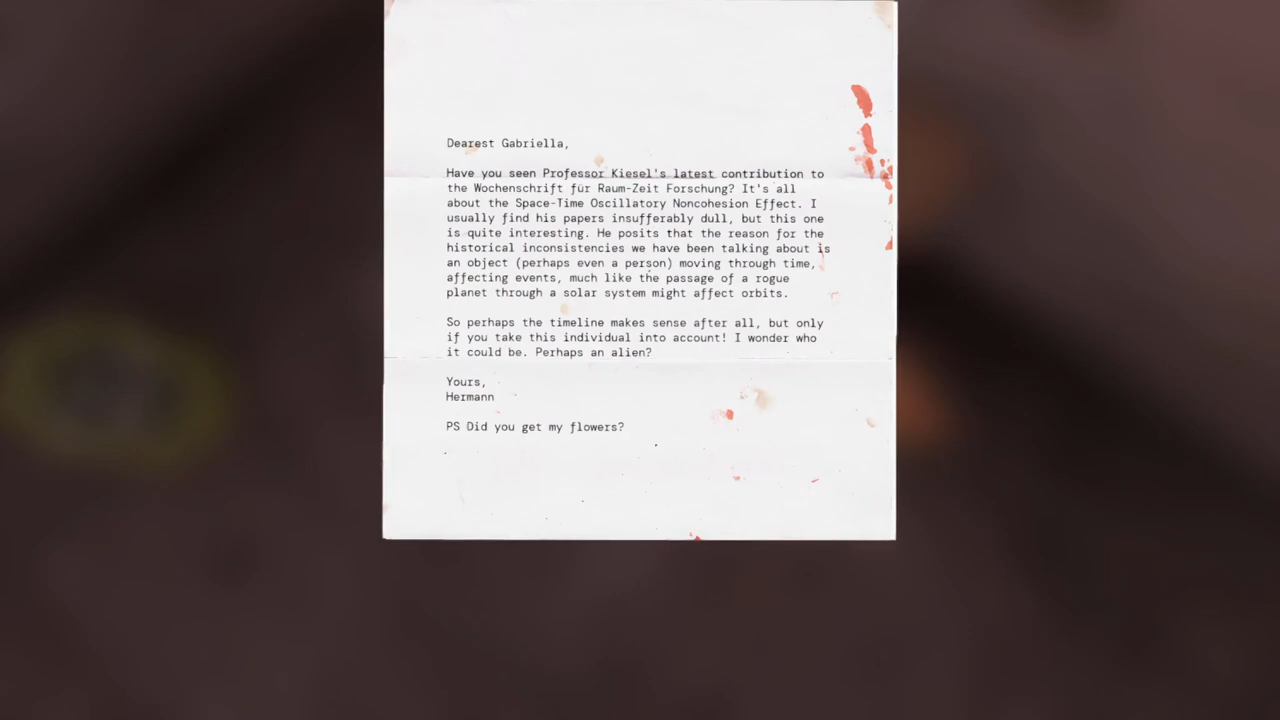 Dearest Gabriella,
Have you seen Professor Kiesel's latest contribution to
the Wochenschrift für Raum-Zeit Forschung? It's all
about the Space-Time Oscillatory Noncohesion Effect. I
usually find his papers insufferably dull, but this one
is quite interesting. He posits that the reason for the
historical inconsistencies we have been talking about is
an object (perhaps even a person) moving through time,
affecting events, much like the passage of a rogue
planet through a solar system might affect orbits.
So perhaps the timeline makes sense after all, but only
if you take this individual into account! I wonder who
it could be. Perhaps an alien?
Yours,
Hermann
PS Did you get my flowers?